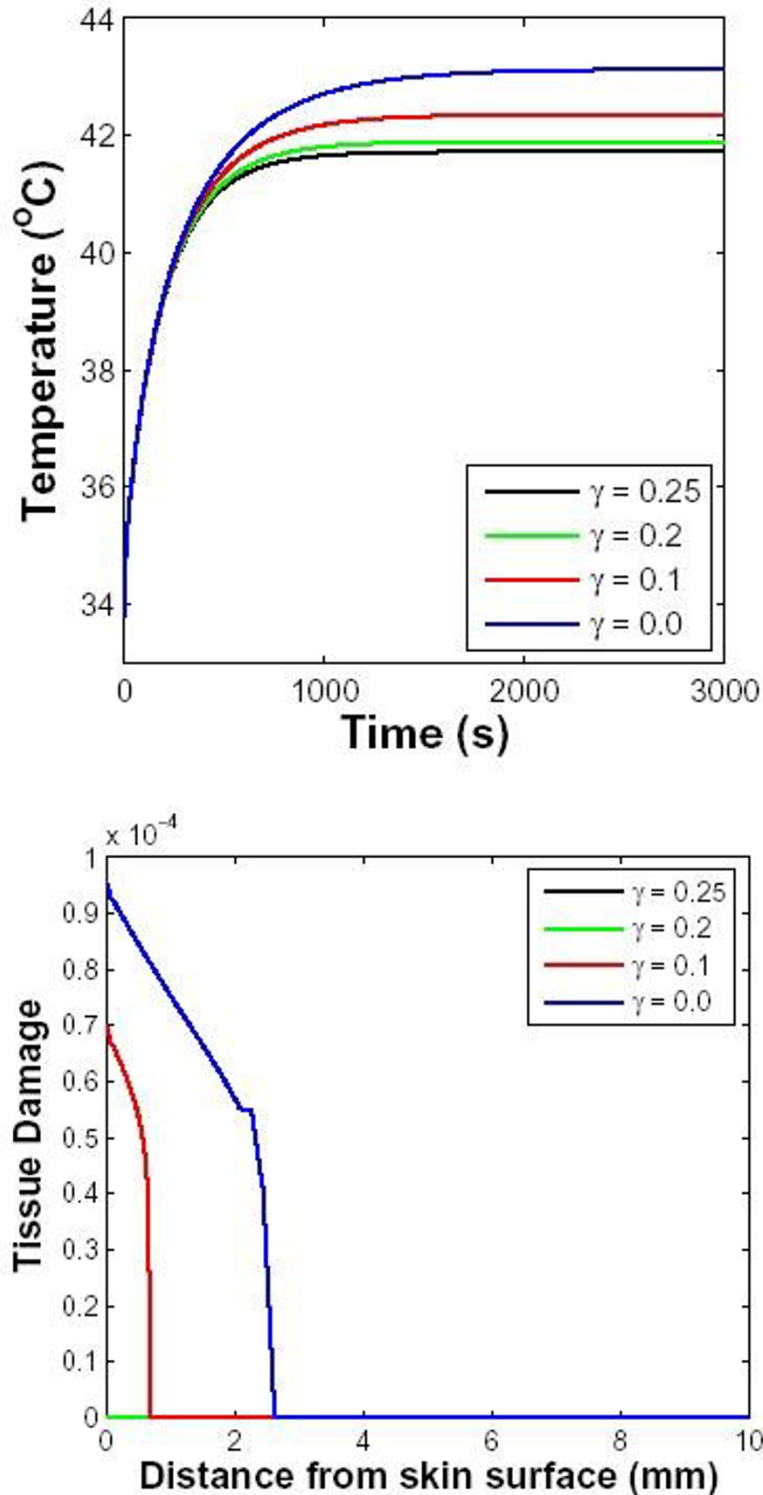 44
42
40
38
36
34
Temperature (°C)
γ = 0.25
γ = 0.2
γ = 0.1
γ = 0.0
0 1000 2000 3000
Time (s)
x 10⁻⁴
1
0.9
0.8
0.7
0.6
0.5
0.4
0.3
0.2
0.1
0
Tissue Damage
γ = 0.25
γ = 0.2
γ = 0.1
γ = 0.0
0 2 4 6 8 10
Distance from skin surface (mm)